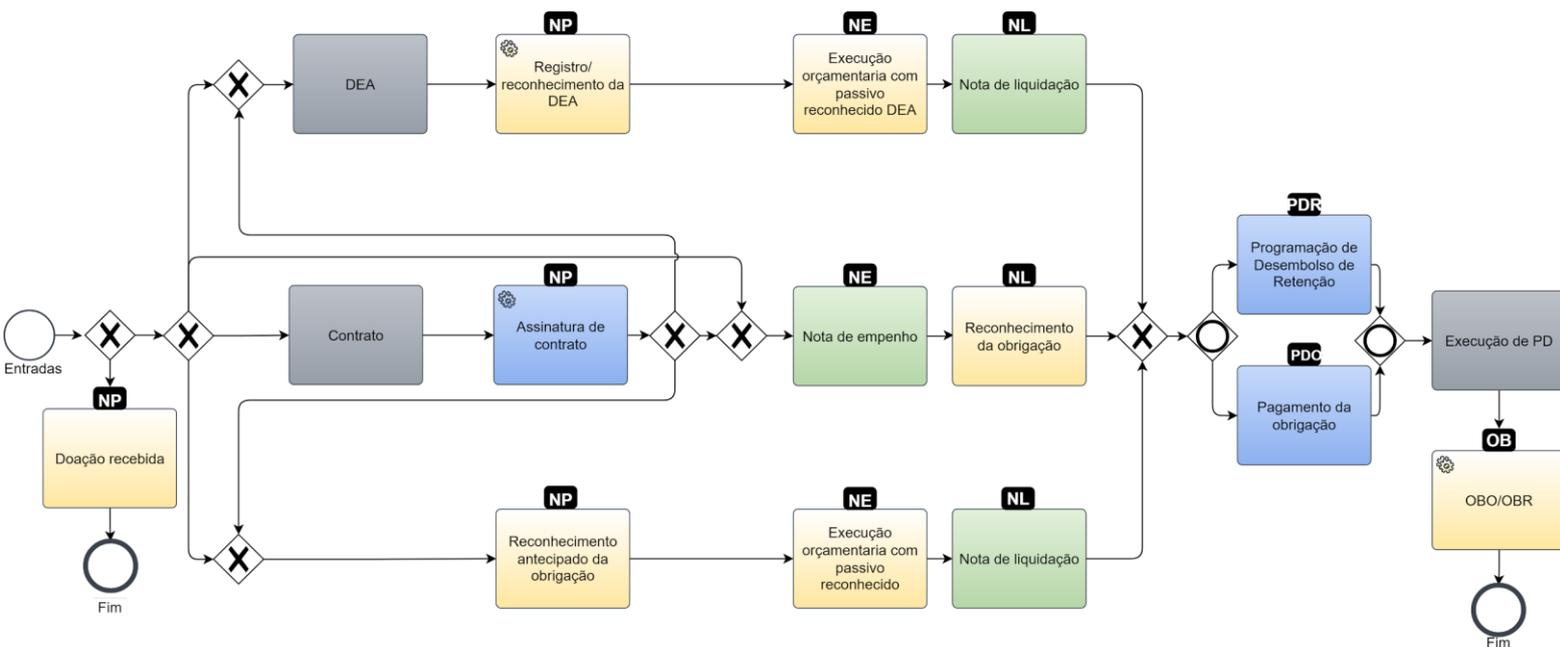 NP
NE
NL
DEA
Registro/
reconhecimento da
DEA
Execução
orçamentaria com
passivo
reconhecido DEA
Nota de liquidação
PDR
Programação de
Desembolso de
Retenção
NP
NE
NL
Entradas
Contrato
Assinatura de
contrato
Nota de empenho
Reconhecimento
da obrigação
Execução de PD
PDO
Pagamento da
obrigação
NP
Doação recebida
Fim
NP
NE
NL
Reconhecimento
antecipado da
obrigação
Execução
orçamentaria com
passivo
reconhecido
Nota de liquidação
OB
OBO/OBR
Fim